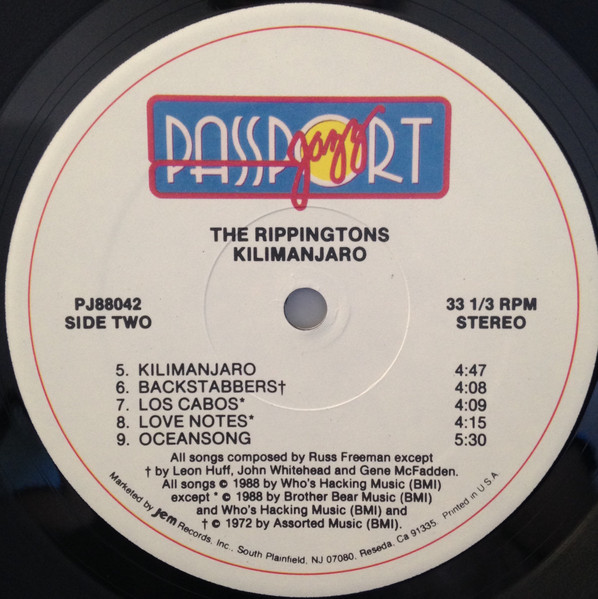 PASSPORT
jazz
THE RIPPINGTONS
KILIMANJARO
PJ88042
SIDE TWO
33 1/3 RPM
STEREO
5. KILIMANJARO 4:47
6. BACKSTABBERS† 4:08
7. LOS CABOS* 4:09
8. LOVE NOTES* 4:15
9. OCEANSONG 5:30
All songs composed by Russ Freeman except
† by Leon Huff, John Whitehead and Gene McFadden.
All songs © 1988 by Who's Hacking Music (BMI)
except * © 1988 by Brother Bear Music (BMI)
and Who's Hacking Music (BMI) and
† © 1972 by Assorted Music (BMI).
Marketed by jem Records, Inc., South Plainfield, NJ 07080, Reseda, Ca 91335 Printed in U.S.A.